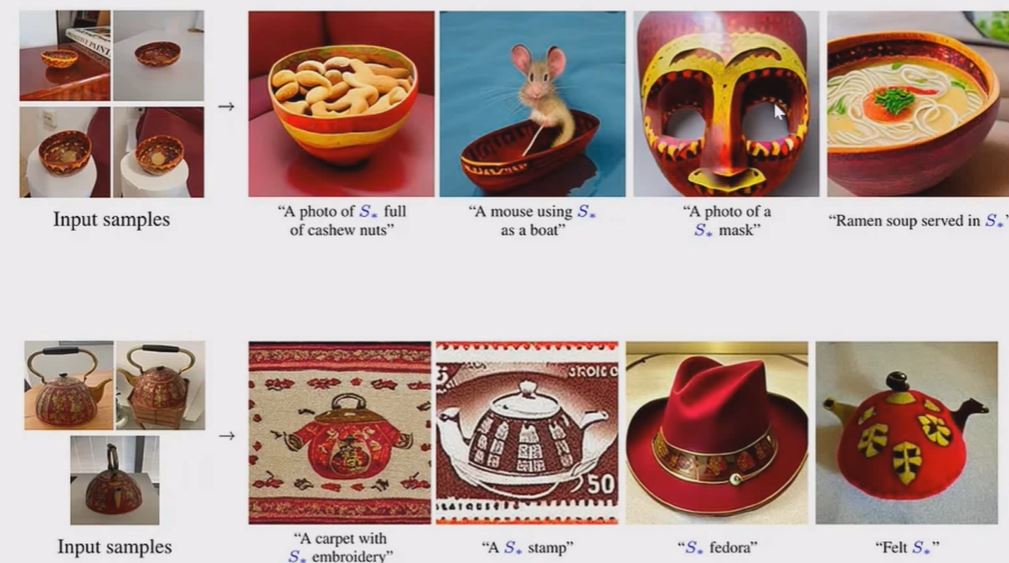 Input samples
→
“A photo of S* full
of cashew nuts”
“A mouse using S*
as a boat”
“A photo of a
S* mask”
“Ramen soup served in S*”
Input samples
→
50
“A carpet with
S* embroidery”
“A S* stamp”
“S* fedora”
“Felt S*”